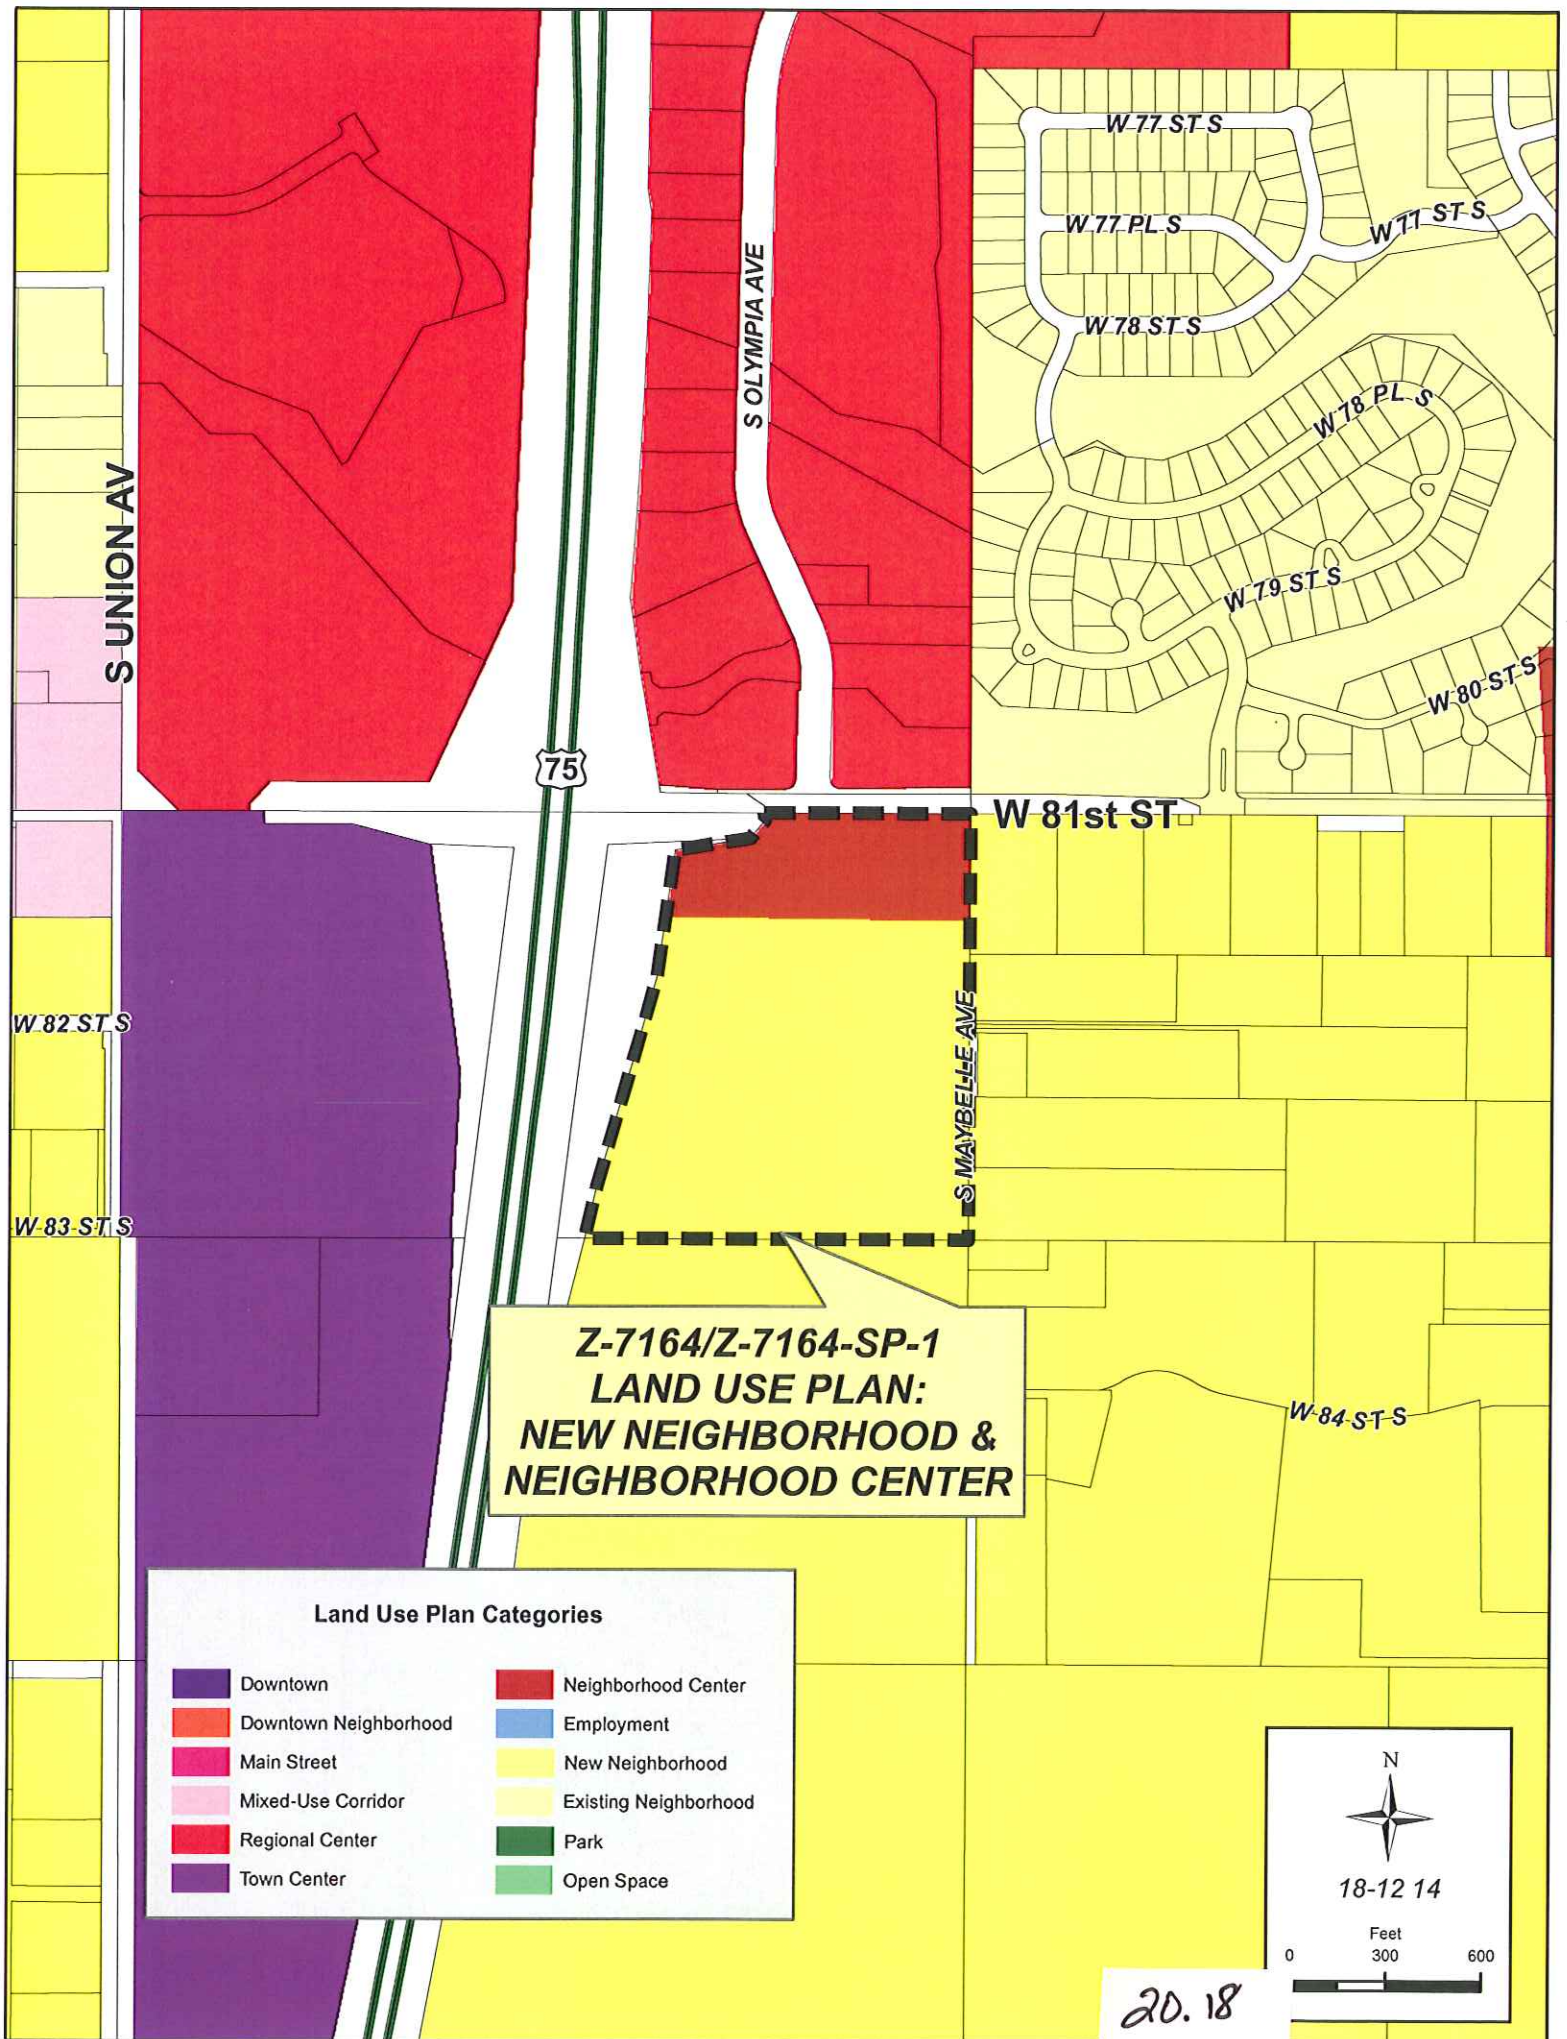 W 77 ST S
W 77 PL S
W 77 ST S
W 78 ST S
S OLYMPIA AVE
W 78 PL S
S UNION AV
W 79 ST S
W 80 ST S
75
W 81st ST
W 82 ST S
S MAYBELLE AVE
W 83 ST S
Z-7164/Z-7164-SP-1
LAND USE PLAN:
NEW NEIGHBORHOOD &
NEIGHBORHOOD CENTER
W 84 ST S
Land Use Plan Categories
Downtown
Downtown Neighborhood
Main Street
Mixed-Use Corridor
Regional Center
Town Center
Neighborhood Center
Employment
New Neighborhood
Existing Neighborhood
Park
Open Space
N
18-12 14
Feet
0 300 600
20.18